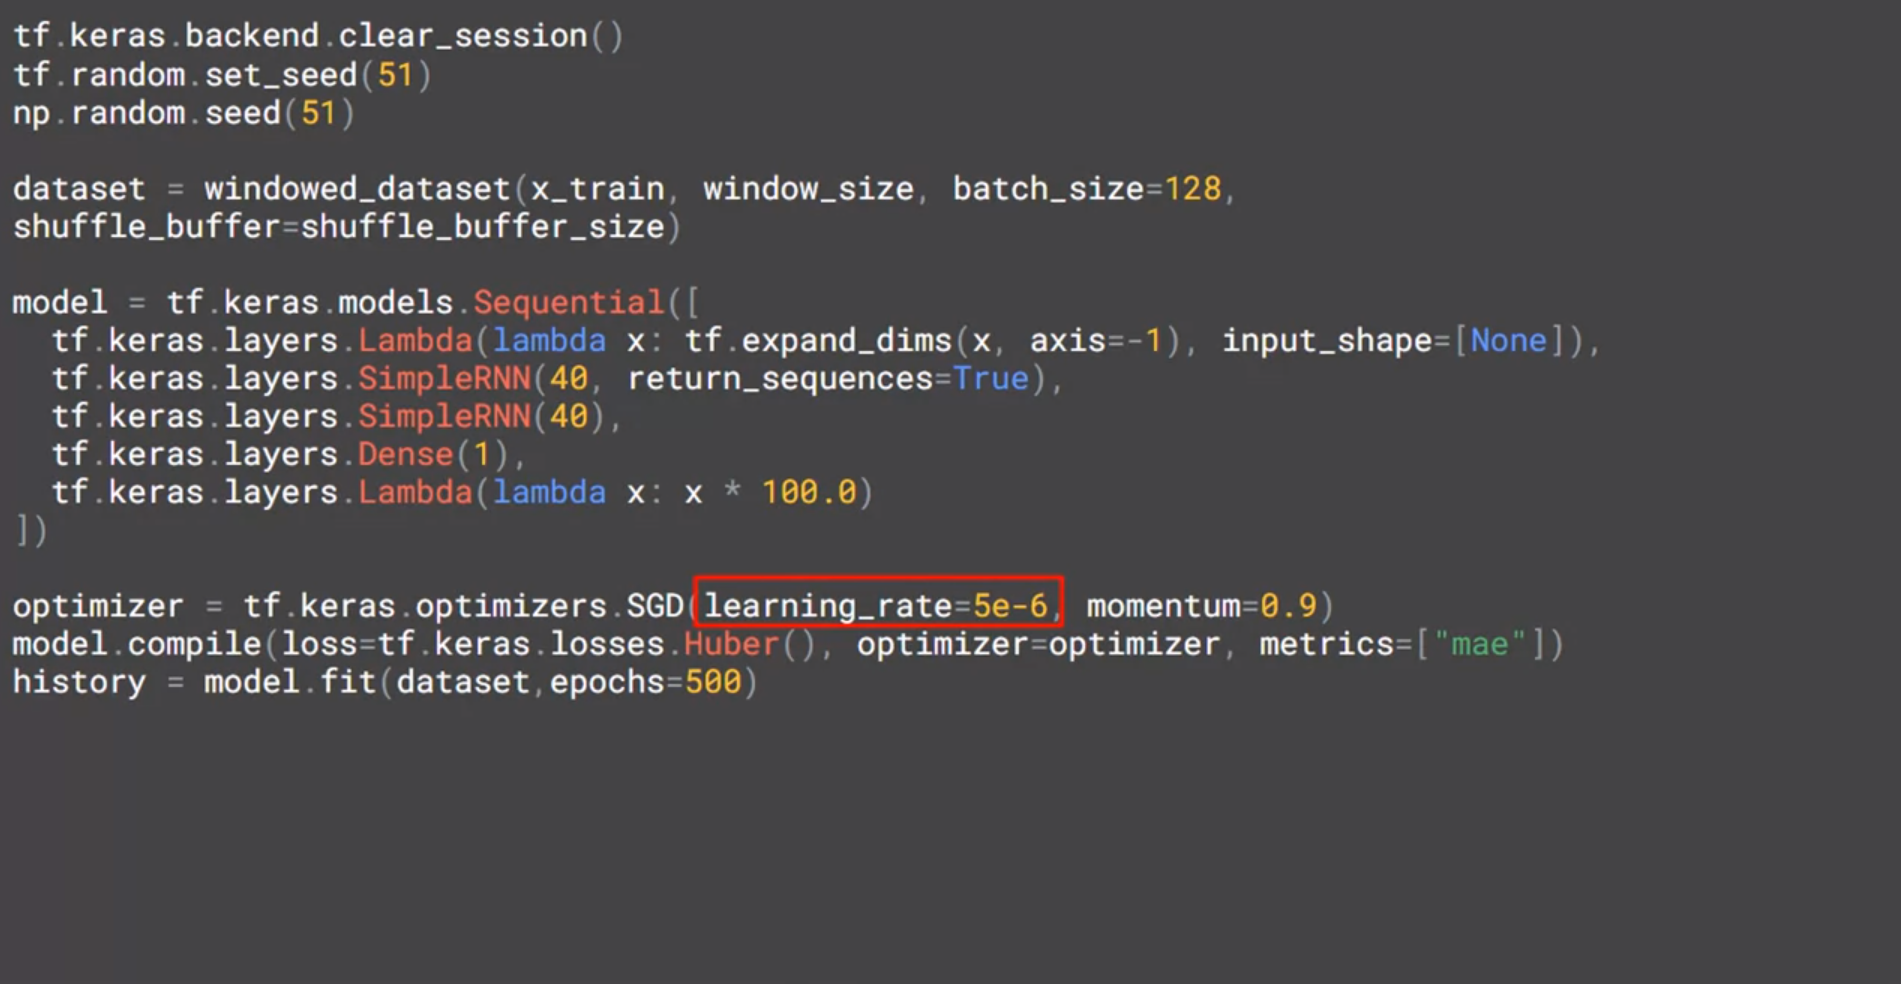 tf.keras.backend.clear_session()
tf.random.set_seed(51)
np.random.seed(51)
dataset = windowed_dataset(x_train, window_size, batch_size=128,
shuffle_buffer=shuffle_buffer_size)
model = tf.keras.models.Sequential([
  tf.keras.layers.Lambda(lambda x: tf.expand_dims(x, axis=-1), input_shape=[None]),
  tf.keras.layers.SimpleRNN(40, return_sequences=True),
  tf.keras.layers.SimpleRNN(40),
  tf.keras.layers.Dense(1),
  tf.keras.layers.Lambda(lambda x: x * 100.0)
])
optimizer = tf.keras.optimizers.SGD(learning_rate=5e-6, momentum=0.9)
model.compile(loss=tf.keras.losses.Huber(), optimizer=optimizer, metrics=["mae"])
history = model.fit(dataset,epochs=500)